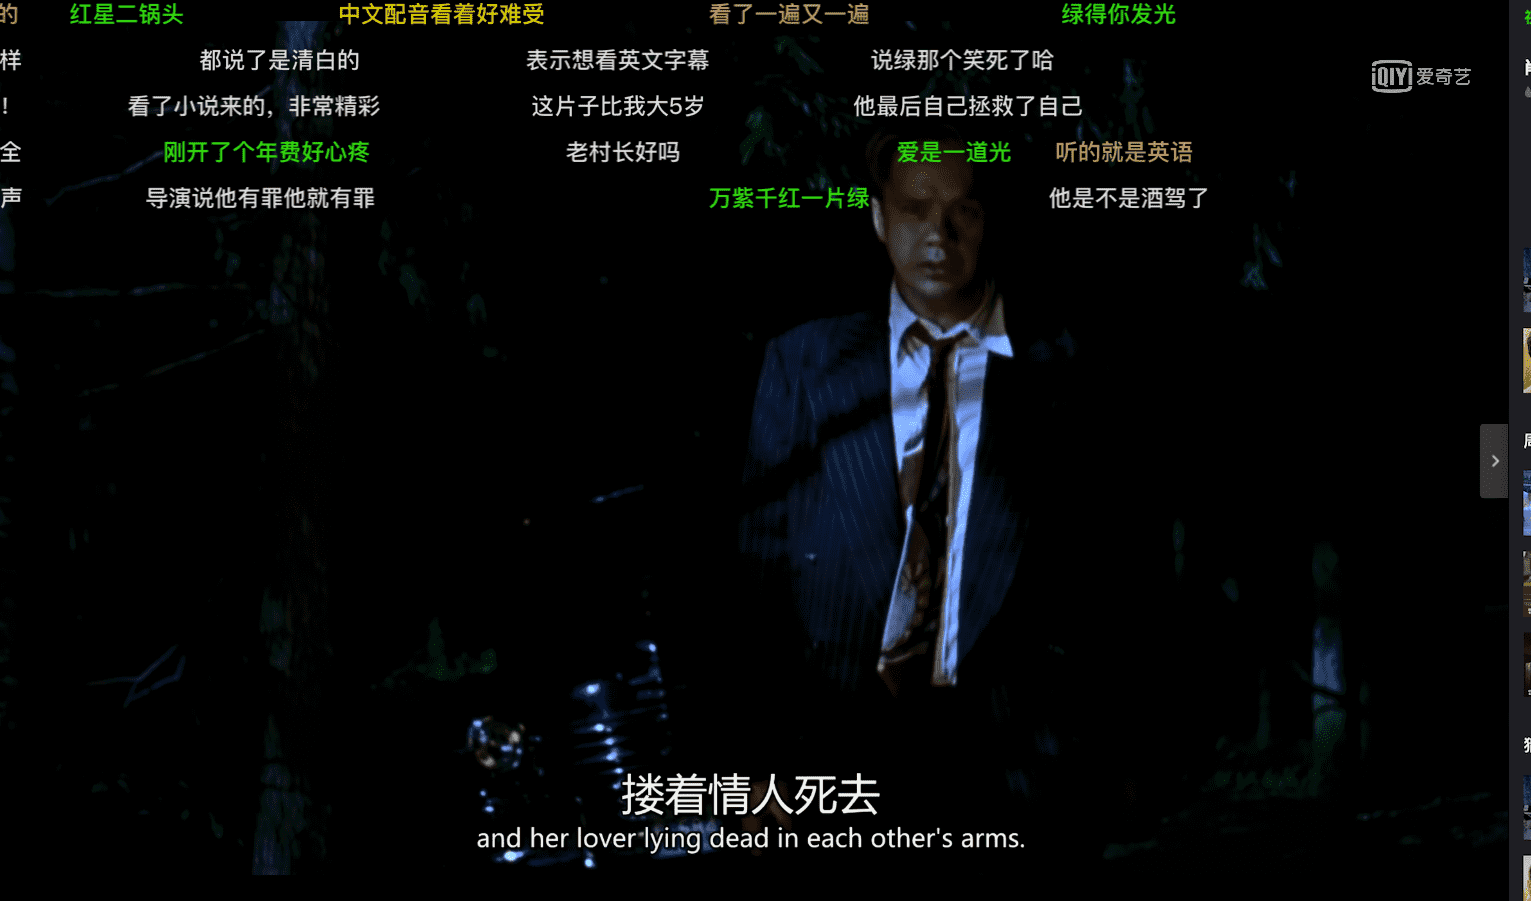 的 红星二锅头 中文配音看着好难受 看了一遍又一遍 绿得你发光
样 都说了是清白的 表示想看英文字幕 说绿那个笑死了哈
iQIYI 爱奇艺
! 看了小说来的，非常精彩 这片子比我大5岁 他最后自己拯救了自己
全 刚开了个年费好心疼 老村长好吗 爱是一道光 听的就是英语
声 导演说他有罪他就有罪 万紫千红一片绿 他是不是酒驾了
搂着情人死去
and her lover lying dead in each other's arms.